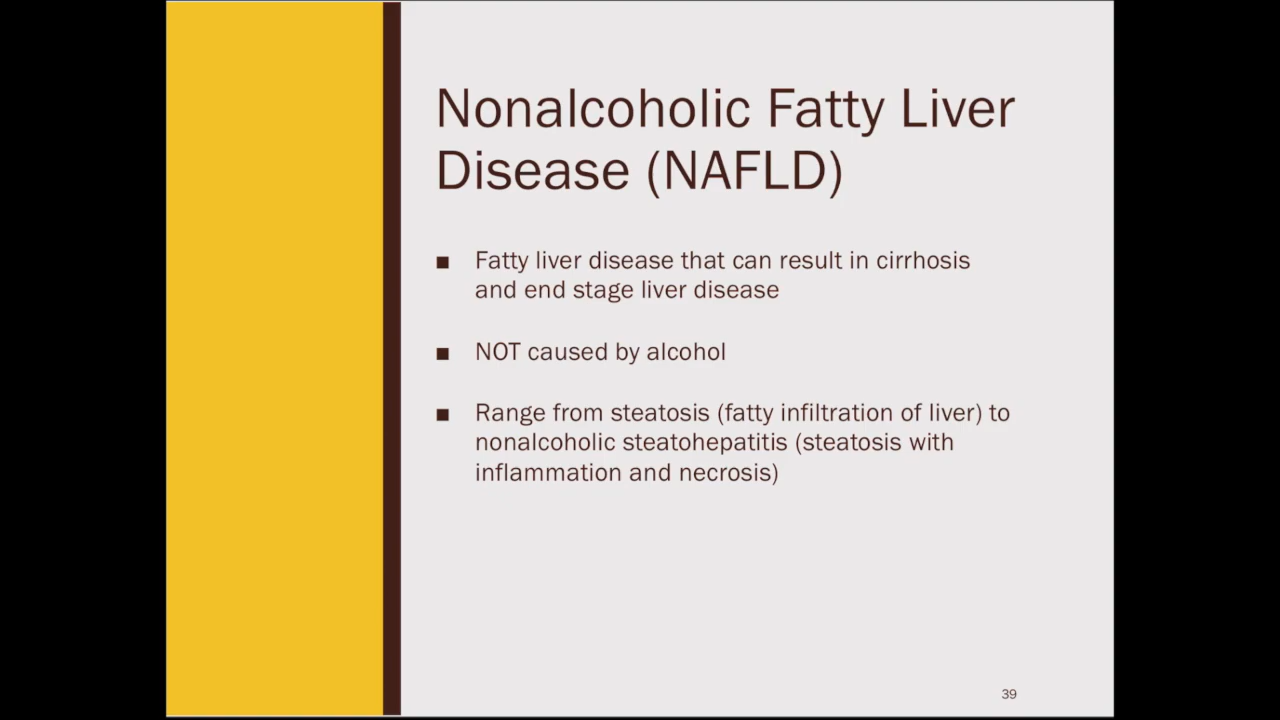 Nonalcoholic Fatty Liver
Disease (NAFLD)
■ Fatty liver disease that can result in cirrhosis
and end stage liver disease
■ NOT caused by alcohol
■ Range from steatosis (fatty infiltration of liver) to
nonalcoholic steatohepatitis (steatosis with
inflammation and necrosis)
39